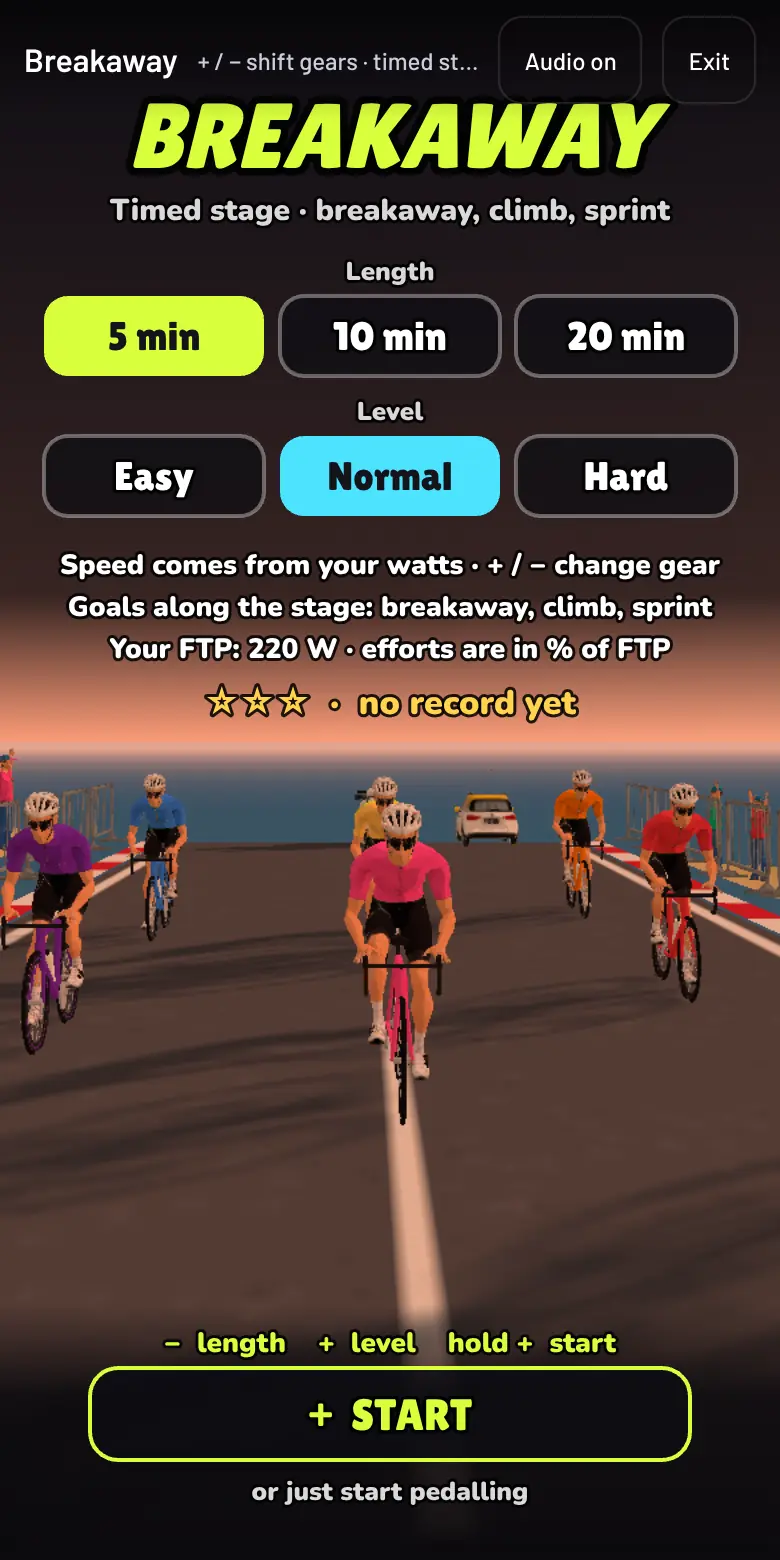 Breakaway + / − shift gears · timed st... Audio on Exit
BREAKAWAY
Timed stage · breakaway, climb, sprint
Length
5 min 10 min 20 min
Level
Easy Normal Hard
Speed comes from your watts · + / − change gear
Goals along the stage: breakaway, climb, sprint
Your FTP: 220 W · efforts are in % of FTP
☆☆☆ · no record yet
− length + level hold + start
+ START
or just start pedalling